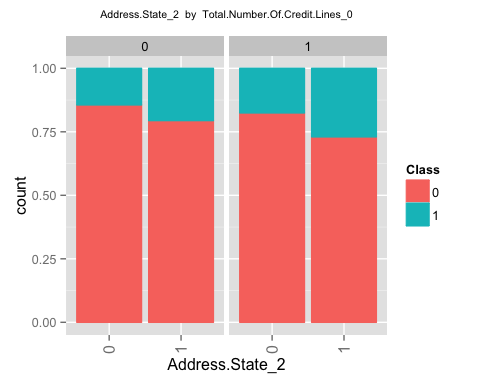 Address.State_2 by Total.Number.Of.Credit.Lines_0
0 1
1.00
0.75
0.50
0.25
0.00
count
0 1 0 1
Address.State_2
Class
0
1